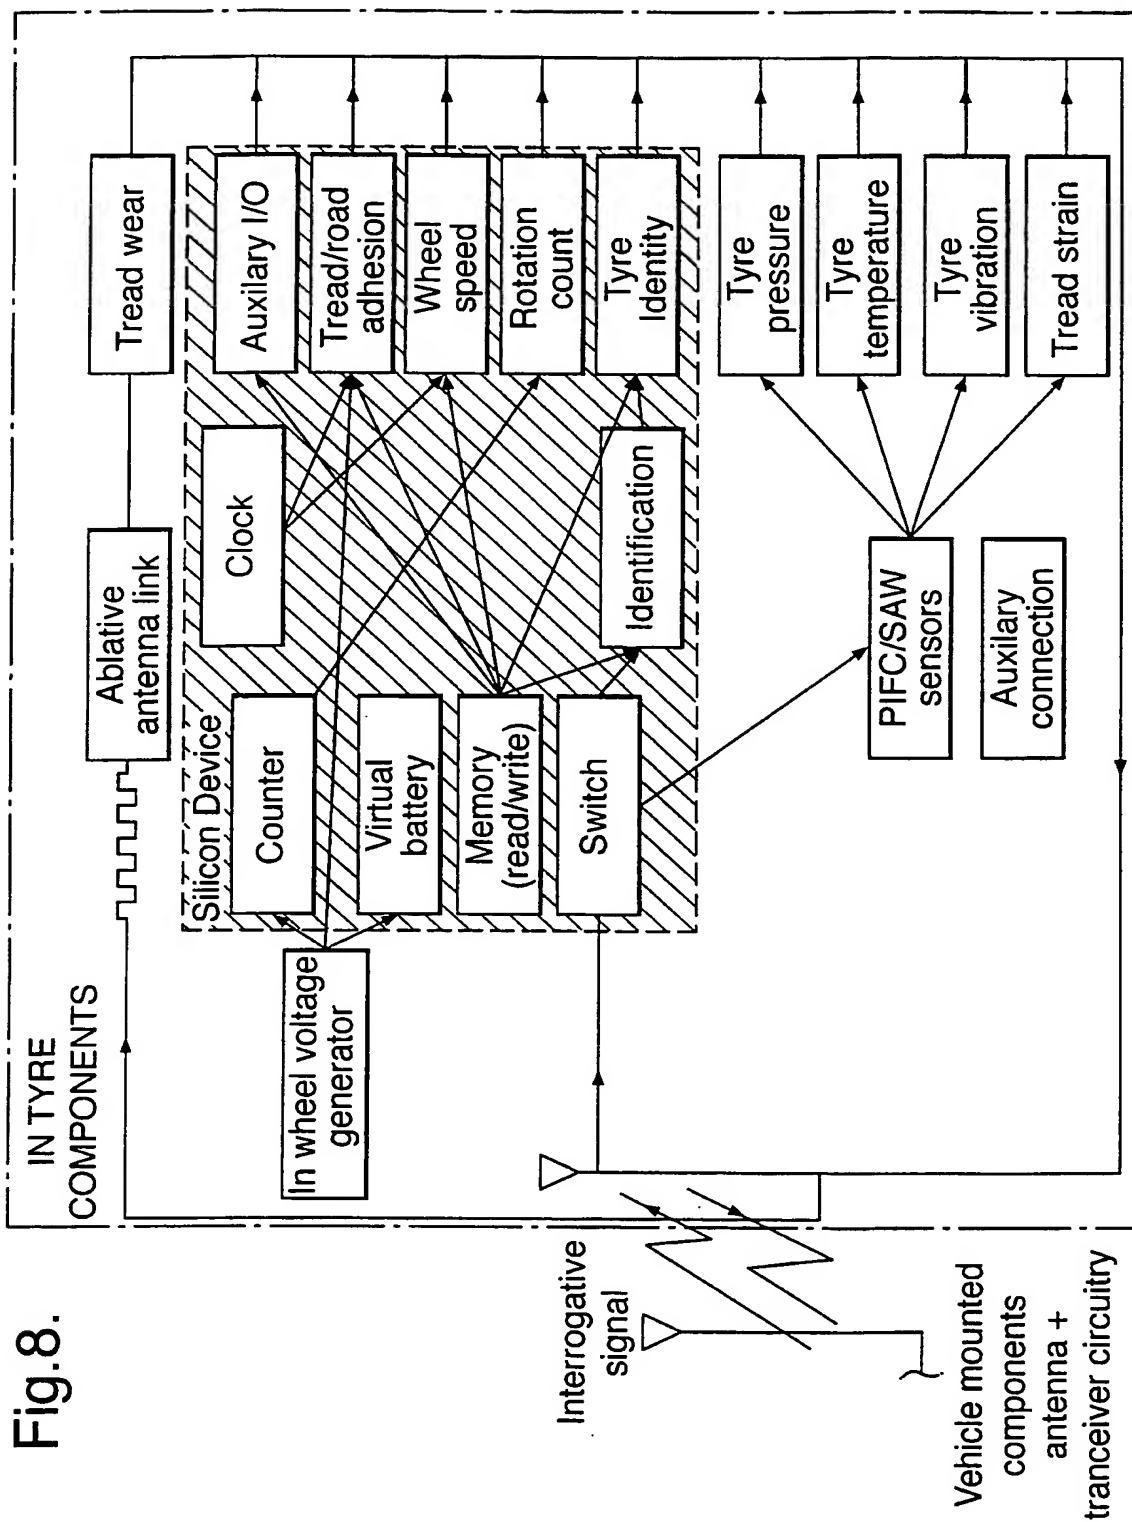 Fig.8.
IN TYRE
COMPONENTS
Ablative
antenna link
Tread wear
Silicon Device
Counter
Clock
Auxilary I/O
Tread/road
adhesion
In wheel voltage
generator
Virtual
battery
Wheel
speed
Memory
(read/write)
Rotation
count
Switch
Identification
Tyre
Identity
Interrogative
signal
Tyre
pressure
Tyre
temperature
PIFC/SAW
sensors
Tyre
vibration
Auxilary
connection
Tread strain
Vehicle mounted
components
antenna +
tranceiver circuitry